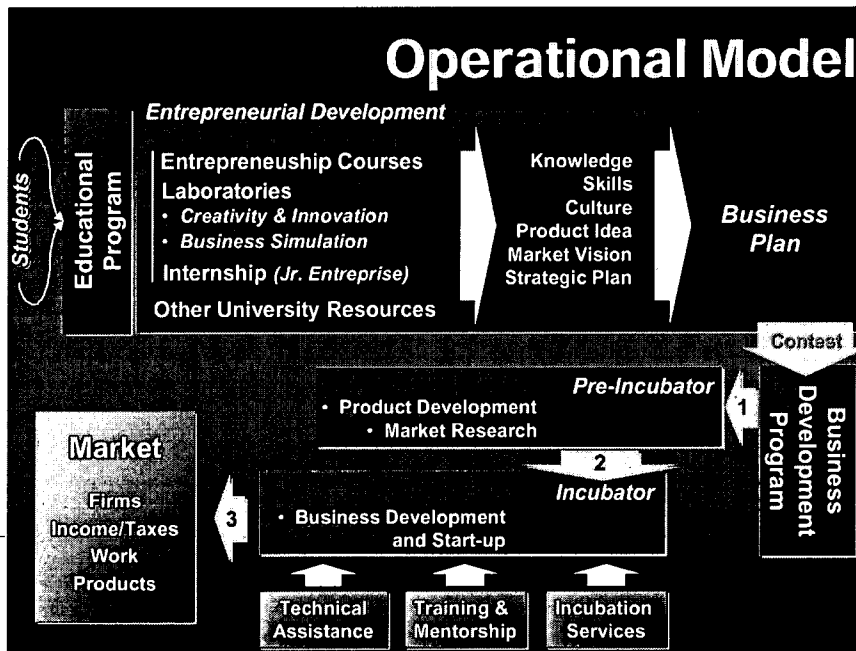 Operational Model
Students
Educational
Program
Entrepreneurial Development
Entrepreneuship Courses
Laboratories
• Creativity & Innovation
• Business Simulation
Internship (Jr. Entreprise)
Other University Resources
Knowledge
Skills
Culture
Product Idea
Market Vision
Strategic Plan
Business
Plan
Contest
Business
Development
Program
1
Pre-Incubator
• Product Development
• Market Research
2
Incubator
• Business Development
and Start-up
3
Market
Firms
Income/Taxes
Work
Products
Technical
Assistance
Training &
Mentorship
Incubation
Services